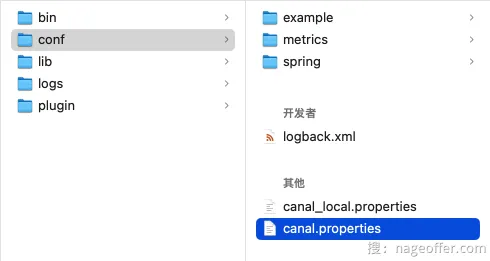 bin
conf
lib
logs
plugin
example
metrics
spring
开发者
logback.xml
其他
canal_local.properties
canal.properties
搜：nageoffer.com